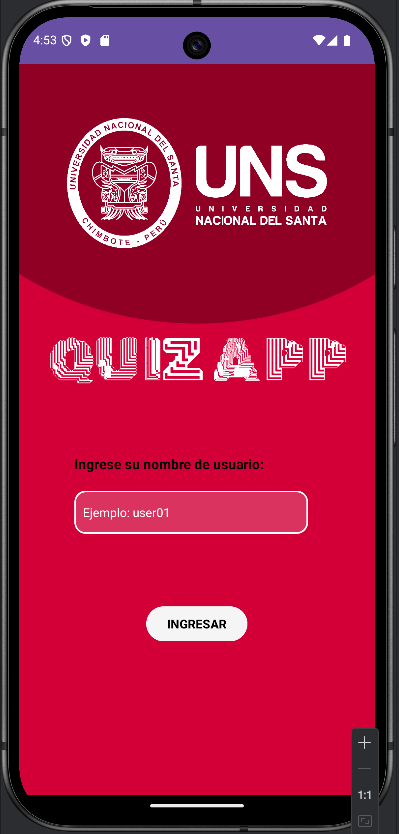 4:53
UNIVERSIDAD NACIONAL DEL SANTA
CHIMBOTE - PERÚ
UNS
UNIVERSIDAD
NACIONAL DEL SANTA
QUIZ APP
Ingrese su nombre de usuario:
Ejemplo: user01
INGRESAR
1:1